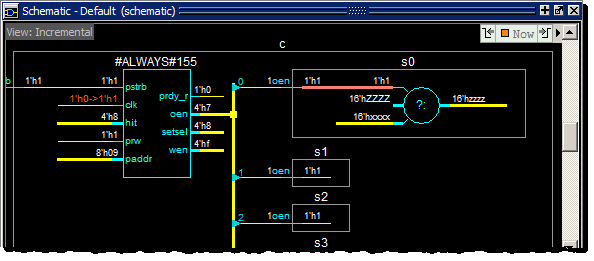 Schematic - Default (schematic)
View: Incremental
Now
c
#ALWAYS#155
s0
b 1'h1 1'h1 pstrb
1'h0->1'h1 clk
4'h8 hit
1'h1 prw
8'h09 paddr
prdy_r 1'h0
oen 4'h7
setsel 4'h8
wen 4'hf
0 1oen 1'h1 1'h1
16'hZZZZ
16'hxxxx
?:
16'hzzzz
s1
1 1oen 1'h1
s2
2 1oen 1'h1
s3